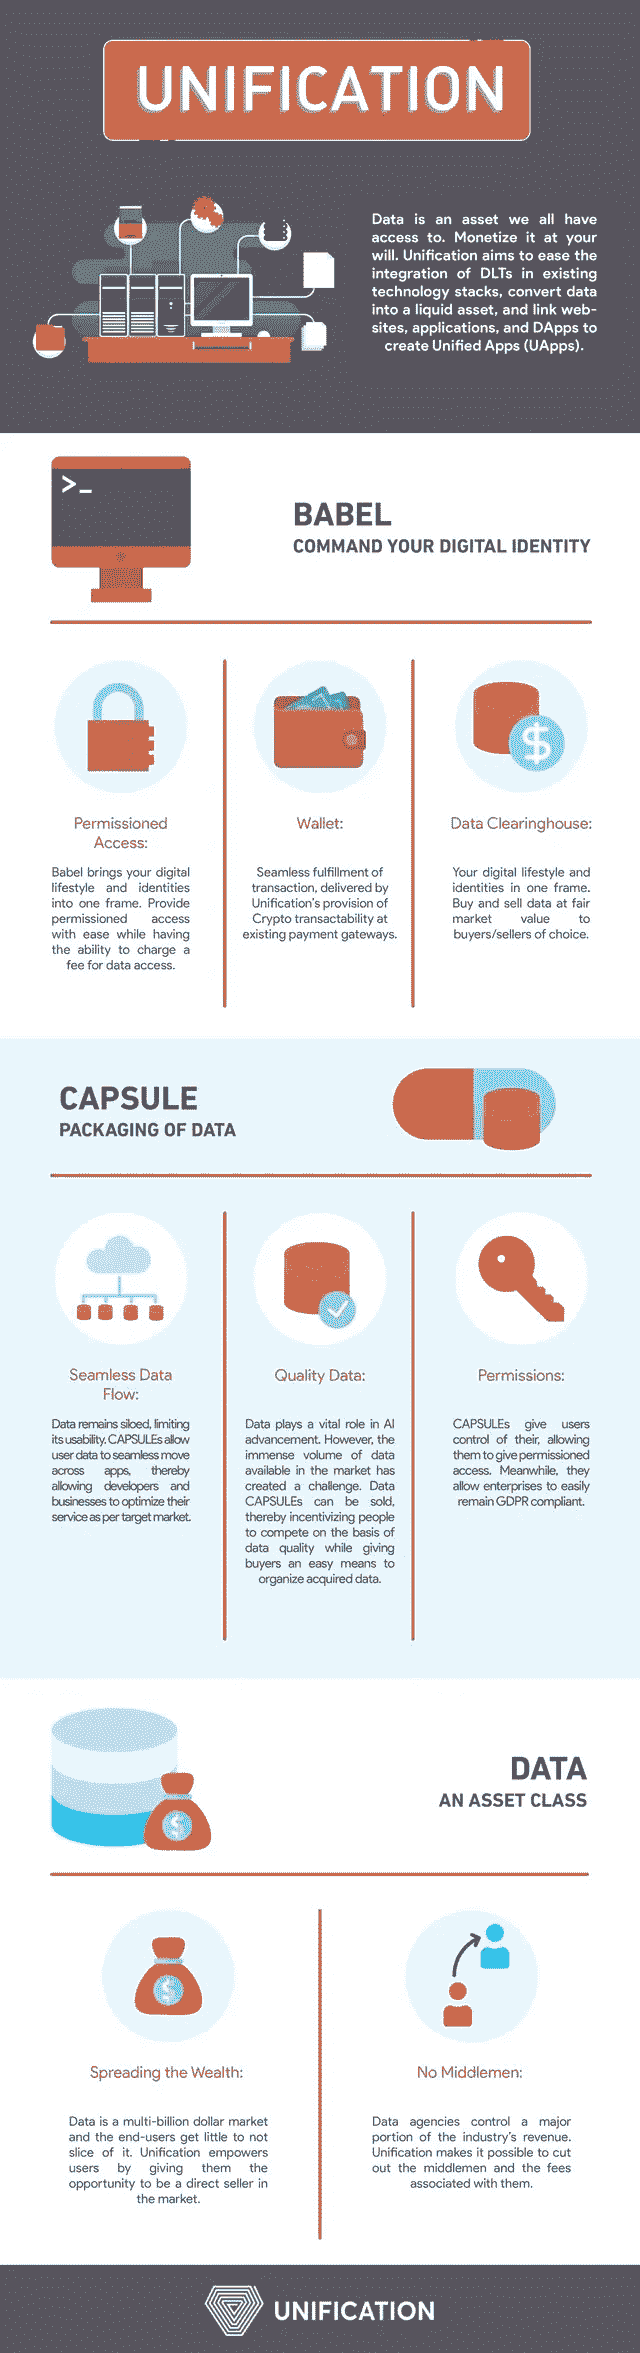 UNIFICATION
Data is an asset we all have
access to. Monetize it at your
will. Unification aims to ease the
integration of DLTs in existing
technology stacks, convert data
into a liquid asset, and link web-
sites, applications, and DApps to
create Unified Apps (UApps).
>_
BABEL
COMMAND YOUR DIGITAL IDENTITY
$
Permissioned
Access:
Babel brings your digital
lifestyle and identities
into one frame. Provide
permissioned access
with ease while having
the ability to charge a
fee for data access.
Wallet:
Seamless fulfillment of
transaction, delivered by
Unification's provision of
Crypto transactability at
existing payment gateways.
Data Clearinghouse:
Your digital lifestyle and
identities in one frame.
Buy and sell data at fair
market value to
buyers/sellers of choice.
CAPSULE
PACKAGING OF DATA
Seamless Data
Flow:
Data remains siloed, limiting
its usability. CAPSULEs allow
user data to seamless move
across apps, thereby
allowing developers and
businesses to optimize their
service as per target market.
Quality Data:
Data plays a vital role in AI
advancement. However, the
immense volume of data
available in the market has
created a challenge. Data
CAPSULEs can be sold,
thereby incentivizing people
to compete on the basis of
data quality while giving
buyers an easy means to
organize acquired data.
Permissions:
CAPSULEs give users
control of their, allowing
them to give permissioned
access. Meanwhile, they
allow enterprises to easily
remain GDPR compliant.
$
DATA
AN ASSET CLASS
$
Spreading the Wealth:
Data is a multi-billion dollar market
and the end-users get little to not
slice of it. Unification empowers
users by giving them the
opportunity to be a direct seller in
the market.
No Middlemen:
Data agencies control a major
portion of the industry's revenue.
Unification makes it possible to cut
out the middlemen and the fees
associated with them.
UNIFICATION